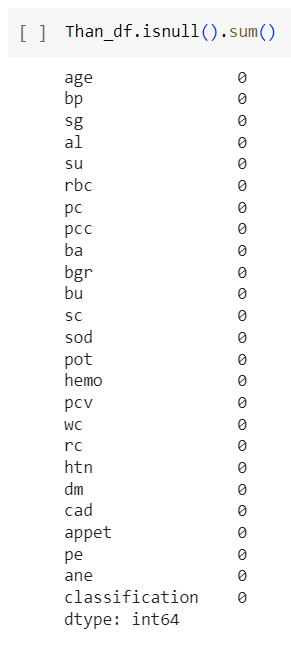 [ ] Than_df.isnull().sum()
age 0
bp 0
sg 0
al 0
su 0
rbc 0
pc 0
pcc 0
ba 0
bgr 0
bu 0
sc 0
sod 0
pot 0
hemo 0
pcv 0
wc 0
rc 0
htn 0
dm 0
cad 0
appet 0
pe 0
ane 0
classification 0
dtype: int64